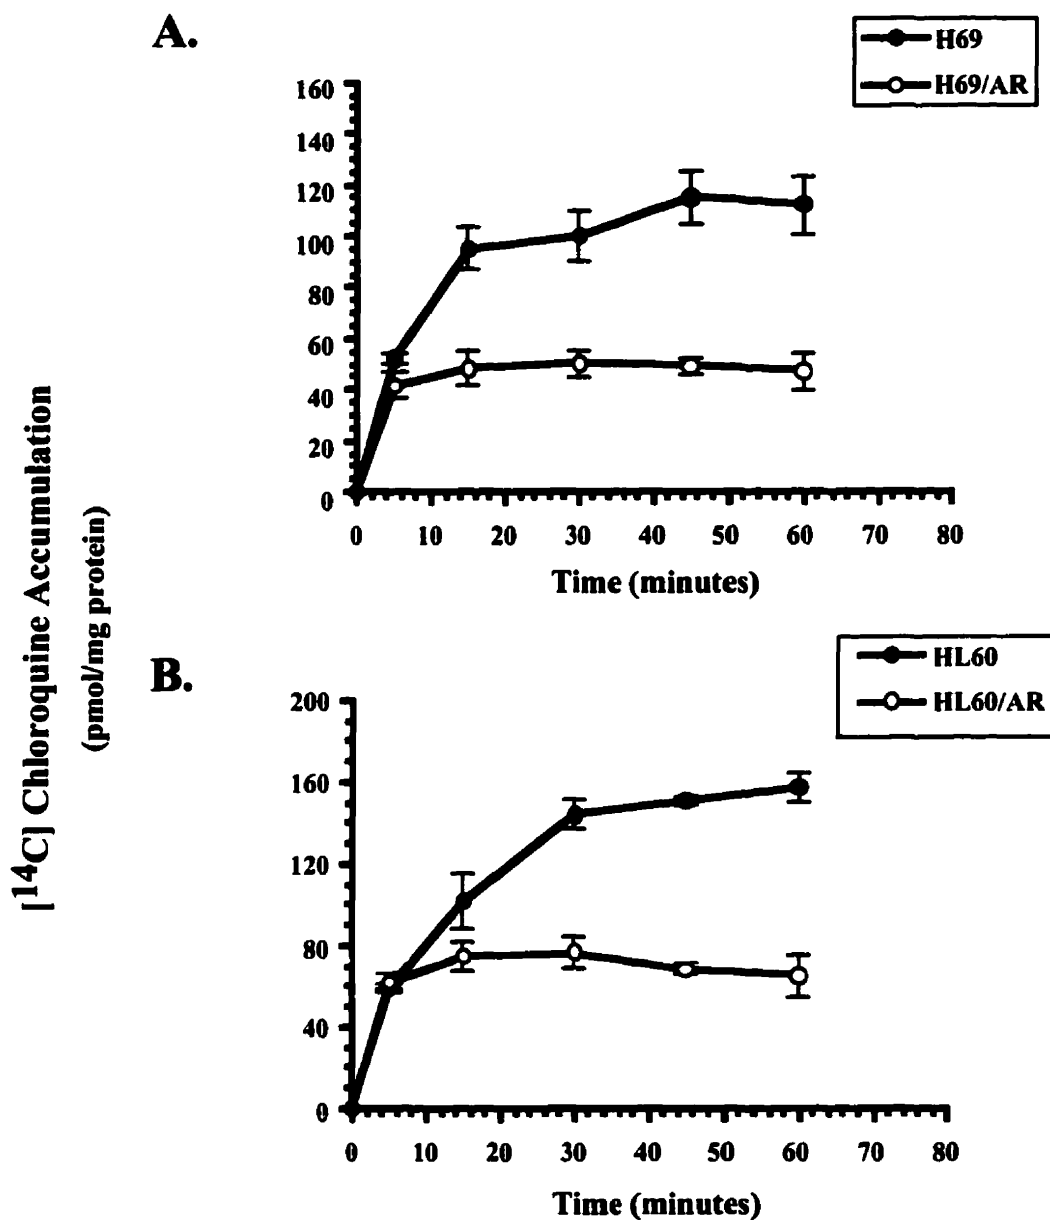 A.
H69
H69/AR
160
140
120
100
80
60
40
20
0
0 10 20 30 40 50 60 70 80
Time (minutes)
[14C] Chloroquine Accumulation
(pmol/mg protein)
B.
HL60
HL60/AR
200
160
120
80
40
0
0 10 20 30 40 50 60 70 80
Time (minutes)